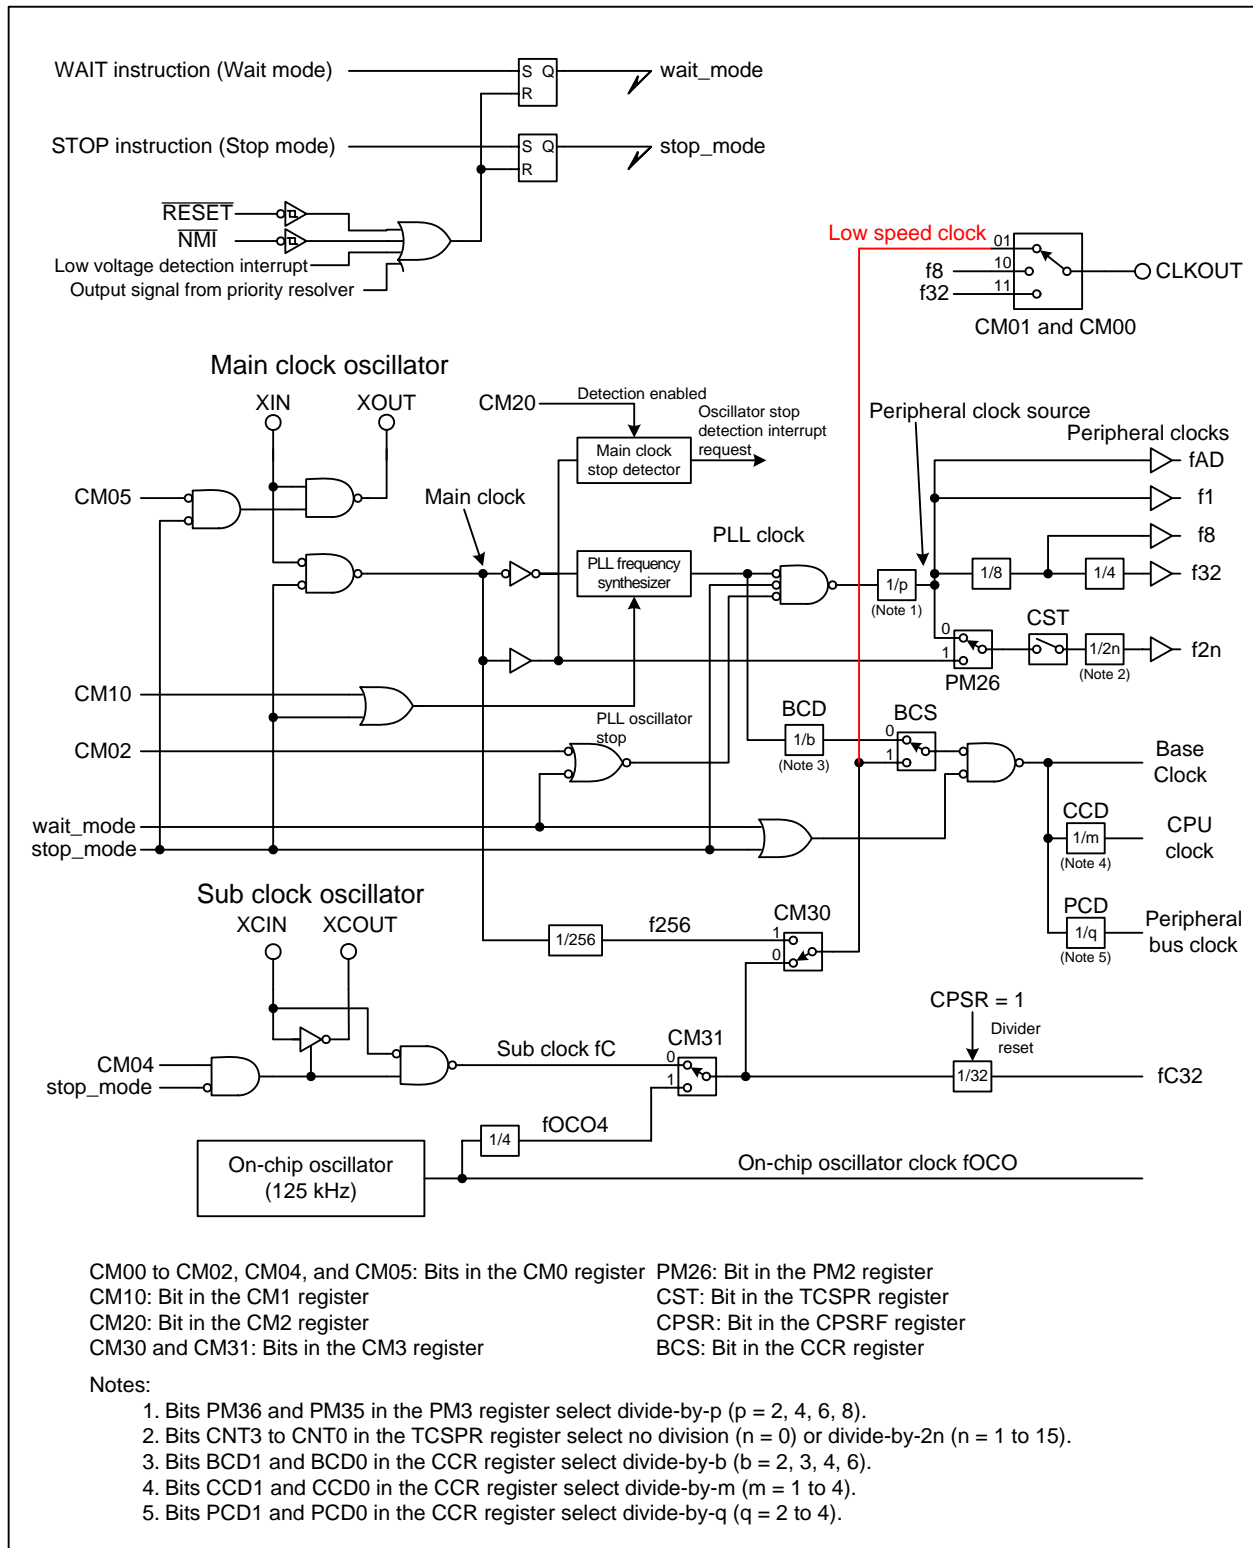 WAIT instruction (Wait mode)
S Q
R
wait_mode
STOP instruction (Stop mode)
S Q
R
stop_mode
RESET
NMI
Low voltage detection interrupt
Output signal from priority resolver
Low speed clock
01
f8
10
f32
11
CLKOUT
CM01 and CM00
Main clock oscillator
XIN
XOUT
CM20
Detection enabled
Oscillator stop
detection interrupt
request
Main clock
stop detector
Peripheral clock source
Peripheral clocks
fAD
CM05
Main clock
f1
PLL clock
f8
PLL frequency
synthesizer
1/p
(Note 1)
1/8
1/4
f32
CST
0
1
PM26
1/2n
(Note 2)
f2n
CM10
PLL oscillator
stop
CM02
BCD
1/b
(Note 3)
BCS
0
1
Base
Clock
wait_mode
stop_mode
CCD
1/m
(Note 4)
CPU
clock
Sub clock oscillator
XCIN
XCOUT
1/256
f256
CM30
1
0
PCD
1/q
(Note 5)
Peripheral
bus clock
CPSR = 1
Divider
reset
CM04
stop_mode
Sub clock fC
CM31
0
1
1/32
fC32
fOCO4
1/4
On-chip oscillator
(125 kHz)
On-chip oscillator clock fOCO
CM00 to CM02, CM04, and CM05: Bits in the CM0 register
PM26: Bit in the PM2 register
CM10: Bit in the CM1 register
CST: Bit in the TCSPR register
CM20: Bit in the CM2 register
CPSR: Bit in the CPSRF register
CM30 and CM31: Bits in the CM3 register
BCS: Bit in the CCR register
Notes:
1. Bits PM36 and PM35 in the PM3 register select divide-by-p (p = 2, 4, 6, 8).
2. Bits CNT3 to CNT0 in the TCSPR register select no division (n = 0) or divide-by-2n (n = 1 to 15).
3. Bits BCD1 and BCD0 in the CCR register select divide-by-b (b = 2, 3, 4, 6).
4. Bits CCD1 and CCD0 in the CCR register select divide-by-m (m = 1 to 4).
5. Bits PCD1 and PCD0 in the CCR register select divide-by-q (q = 2 to 4).